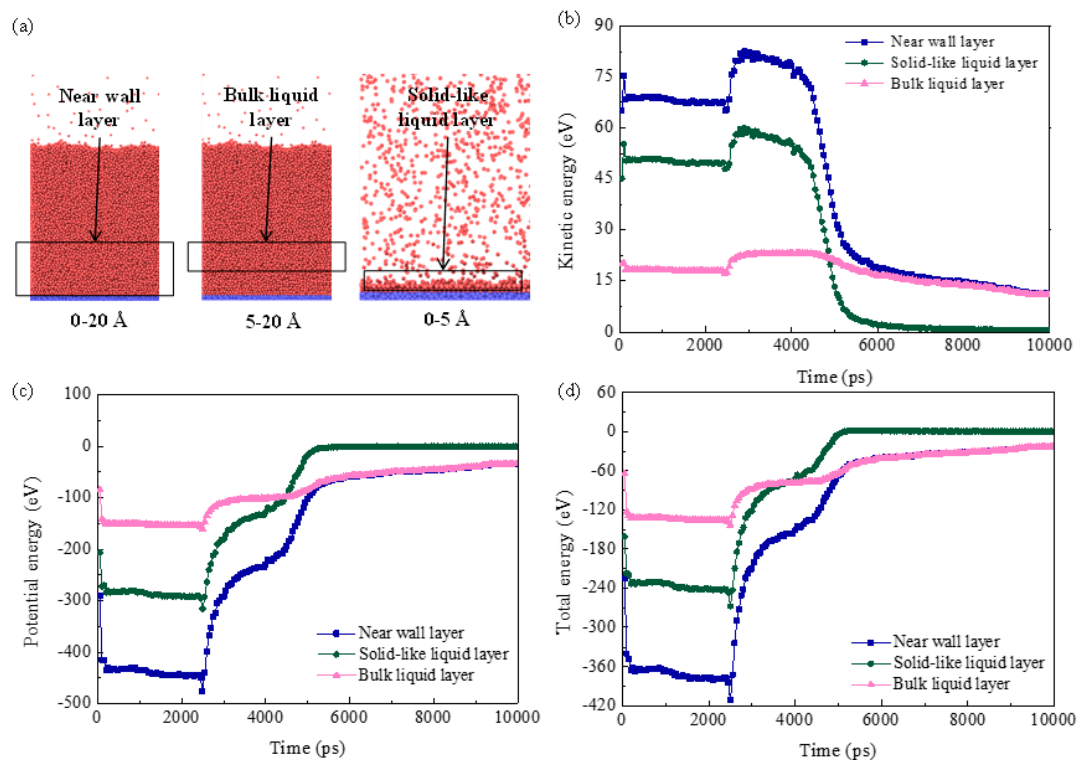 (a)
Near wall
layer
Bulk liquid
layer
Solid-like
liquid layer
0-20 Å
5-20 Å
0-5 Å
(b)
90
75
60
45
30
15
0
Kinetic energy (eV)
Near wall layer
Solid-like liquid layer
Bulk liquid layer
0 2000 4000 6000 8000 10000
Time (ps)
(c)
100
0
-100
-200
-300
-400
-500
Potential energy (eV)
Near wall layer
Solid-like liquid layer
Bulk liquid layer
0 2000 4000 6000 8000 10000
Time (ps)
(d)
60
0
-60
-120
-180
-240
-300
-360
-420
Total energy (eV)
Near wall layer
Solid-like liquid layer
Bulk liquid layer
0 2000 4000 6000 8000 10000
Time (ps)